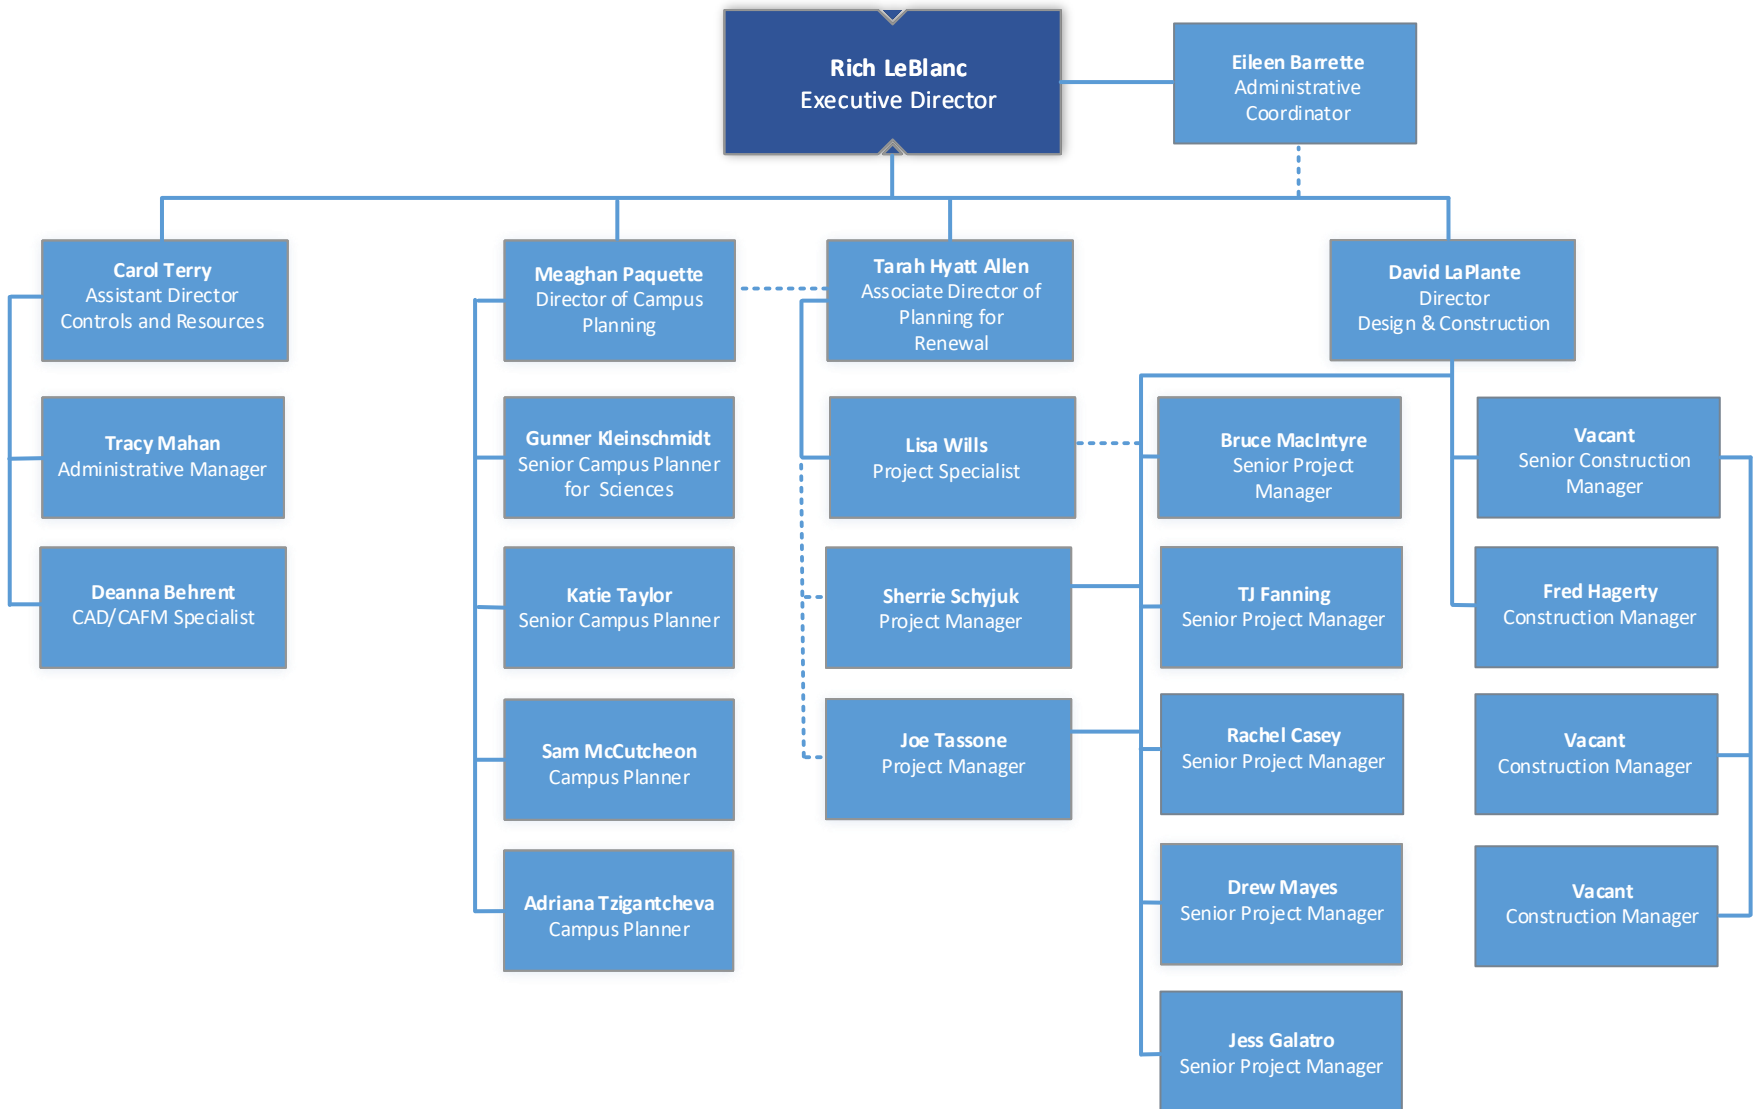 Rich LeBlanc
Executive Director
Eileen Barrette
Administrative
Coordinator
Carol Terry
Assistant Director
Controls and Resources
Meaghan Paquette
Director of Campus
Planning
Tarah Hyatt Allen
Associate Director of
Planning for
Renewal
David LaPlante
Director
Design & Construction
Tracy Mahan
Administrative Manager
Gunner Kleinschmidt
Senior Campus Planner
for Sciences
Lisa Wills
Project Specialist
Bruce MacIntyre
Senior Project
Manager
Vacant
Senior Construction
Manager
Deanna Behrent
CAD/CAFM Specialist
Katie Taylor
Senior Campus Planner
Sherrie Schyjuk
Project Manager
TJ Fanning
Senior Project Manager
Fred Hagerty
Construction Manager
Sam McCutcheon
Campus Planner
Joe Tassone
Project Manager
Rachel Casey
Senior Project Manager
Vacant
Construction Manager
Adriana Tzigantcheva
Campus Planner
Drew Mayes
Senior Project Manager
Vacant
Construction Manager
Jess Galatro
Senior Project Manager